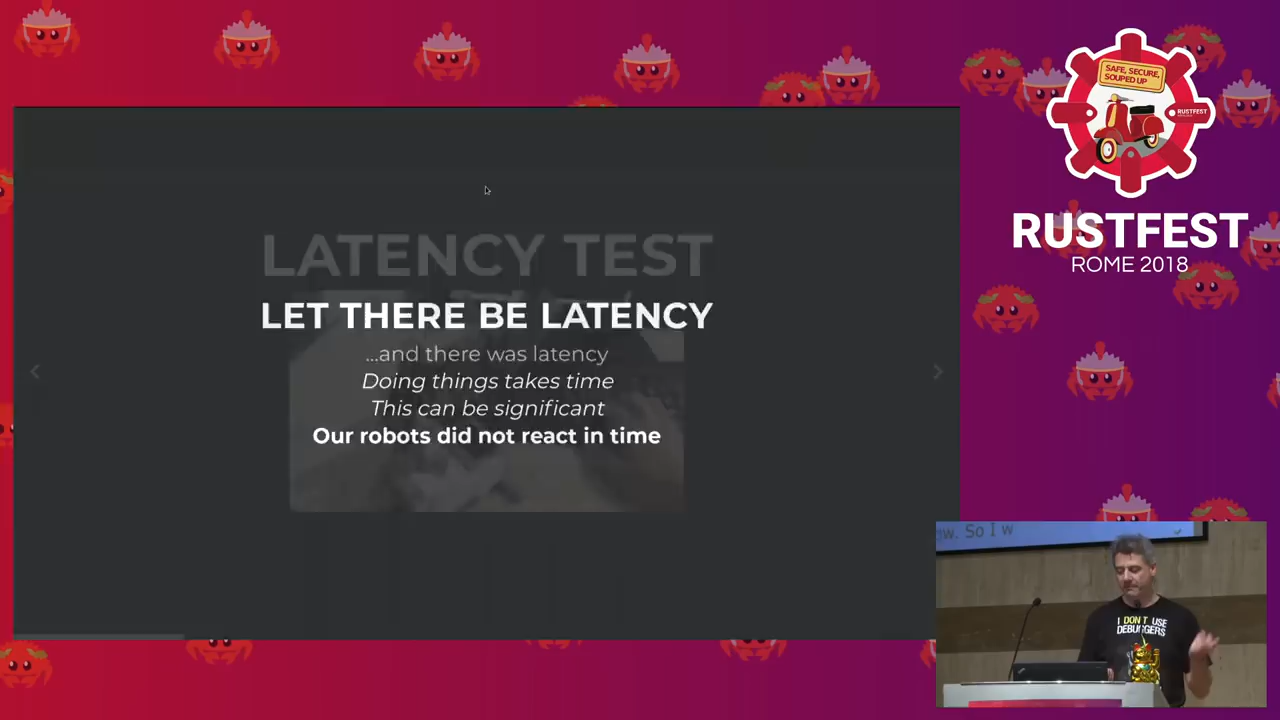 SAFE, SECURE,
SOUPED UP
RUSTFEST
RUSTFEST
ROME 2018
LATENCY TEST
LET THERE BE LATENCY
...and there was latency
Doing things takes time
This can be significant
Our robots did not react in time
So I w
I DON'T USE
DEBUGGERS